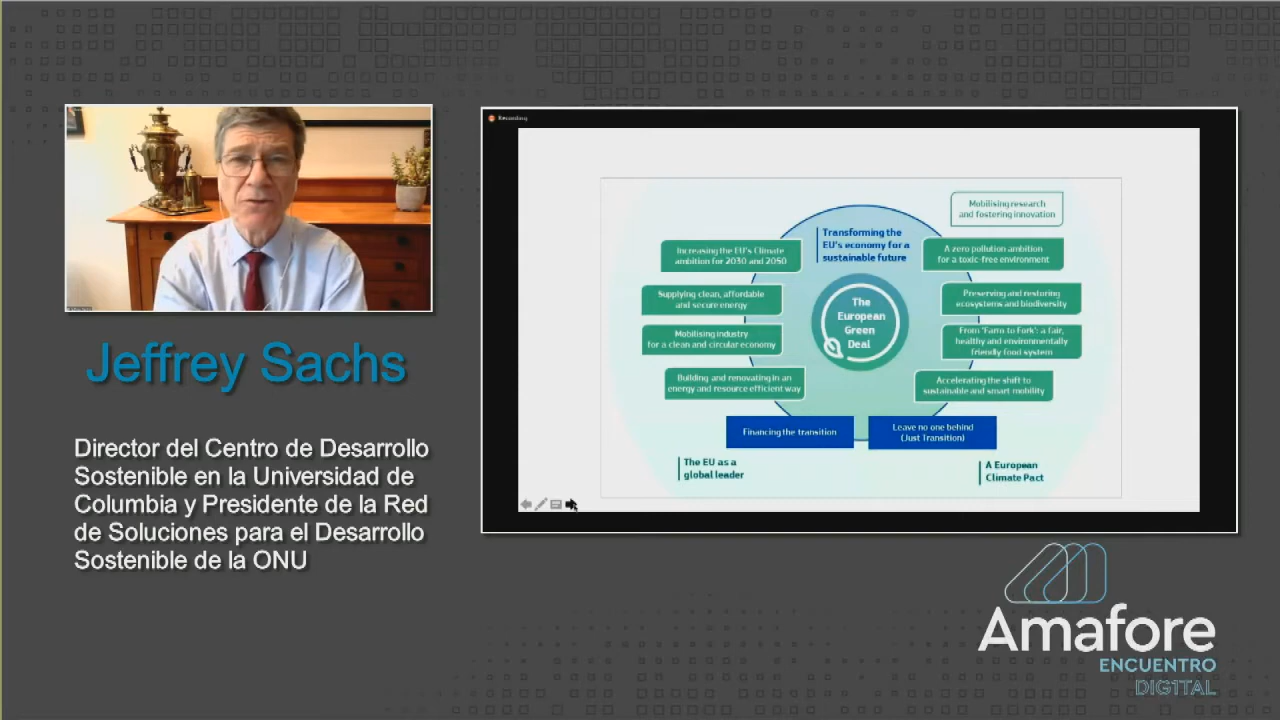 Jeffrey Sachs
Director del Centro de Desarrollo
Sostenible en la Universidad de
Columbia y Presidente de la Red
de Soluciones para el Desarrollo
Sostenible de la ONU
Recording
Mobilising research
and fostering innovation
Transforming the
EU's economy for a
sustainable future
Increasing the EU's Climate
ambition for 2030 and 2050
A zero pollution ambition
for a toxic-free environment
Supplying clean, affordable
and secure energy
Preserving and restoring
ecosystems and biodiversity
The
European
Green
Deal
Mobilising industry
for a clean and circular economy
From 'Farm to Fork': a fair,
healthy and environmentally
friendly food system
Building and renovating in an
energy and resource efficient way
Accelerating the shift to
sustainable and smart mobility
Financing the transition
Leave no one behind
(Just Transition)
The EU as a
global leader
A European
Climate Pact
Amafore
ENCUENTRO
DIG1TAL